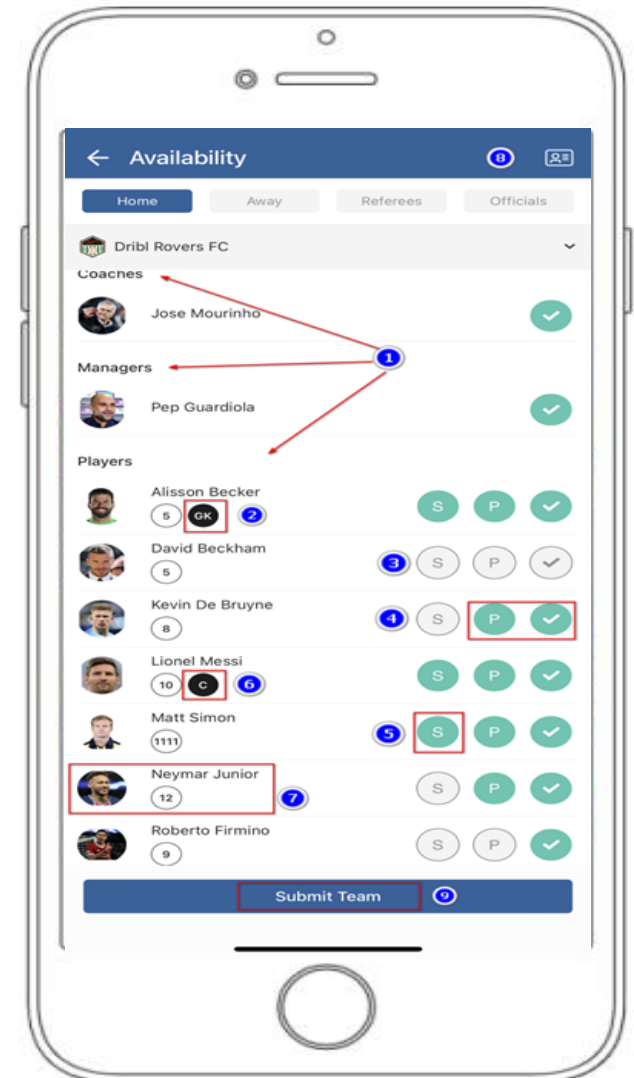 Availability 8
Home Away Referees Officials
Dribl Rovers FC
Coaches
Jose Mourinho
1
Managers
Pep Guardiola
Players
Alisson Becker
5 GK 2 S P
David Beckham
5 3 S P
Kevin De Bruyne
8 4 S P
Lionel Messi
10 C 6 S P
Matt Simon
1111 5 S P
Neymar Junior
12 7 S P
Roberto Firmino
9 S P
Submit Team 9